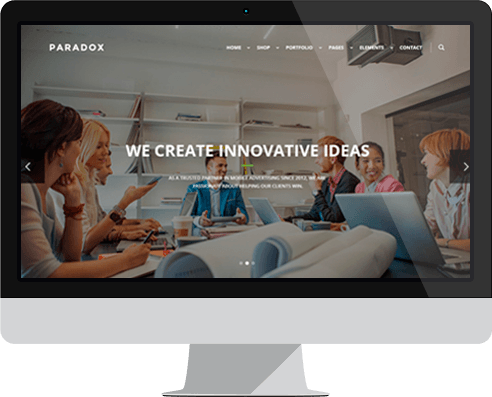 PARADOX
HOME SHOP PORTFOLIO PAGES ELEMENTS CONTACT
WE CREATE INNOVATIVE IDEAS
AS A TRUSTED PARTNER IN MOBILE ADVERTISING SINCE 2012, WE ARE
PASSIONATE ABOUT HELPING OUR CLIENTS WIN.